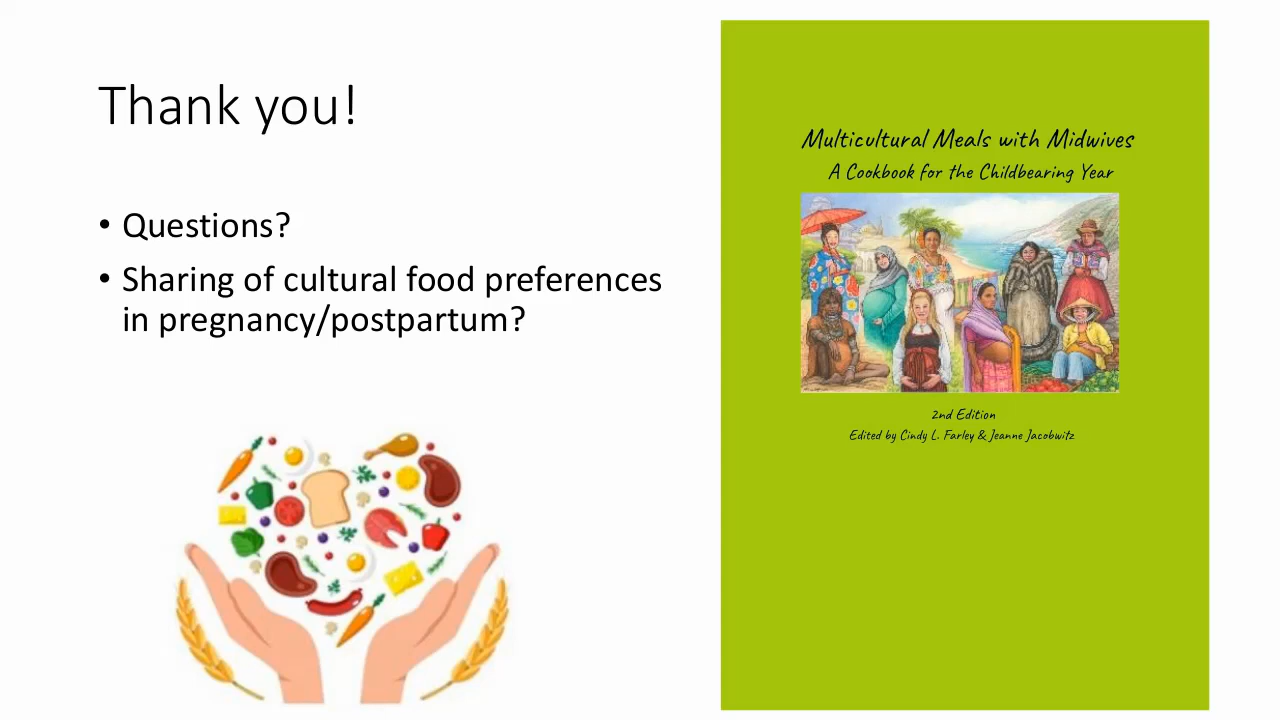 Thank you!
• Questions?
• Sharing of cultural food preferences
in pregnancy/postpartum?
Multicultural Meals with Midwives
A Cookbook for the Childbearing Year
2nd Edition
Edited by Cindy L. Farley & Jeanne Jacobwitz